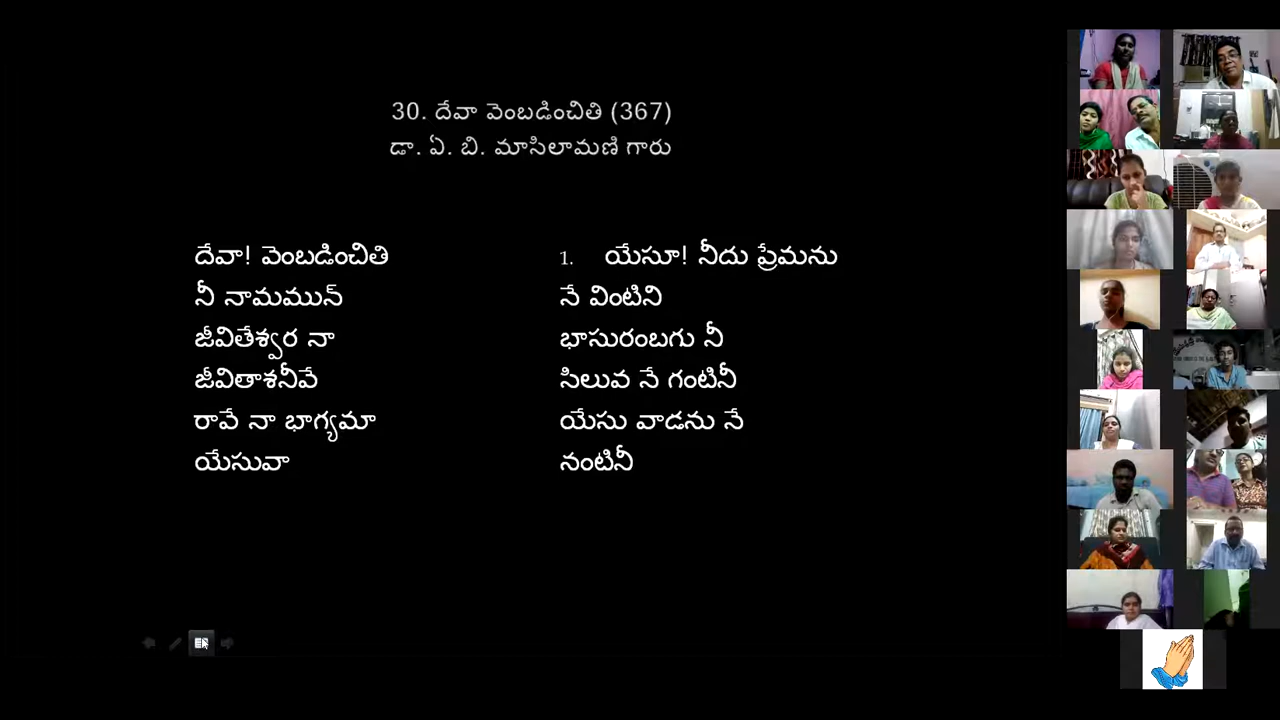 30. దేవా వెంబడించితి (367)
డా. ఏ. బి. మాసిలామణి గారు
దేవా! వెంబడించితి
నీ నామమున్
జీవితేశ్వర నా
జీవితాశనీవే
రావే నా భాగ్యమా
యేసువా
1. యేసూ! నీదు ప్రేమను
నే వింటిని
భాసురంబగు నీ
సిలువ నే గంటినీ
యేసు వాడను నే
నంటినీ